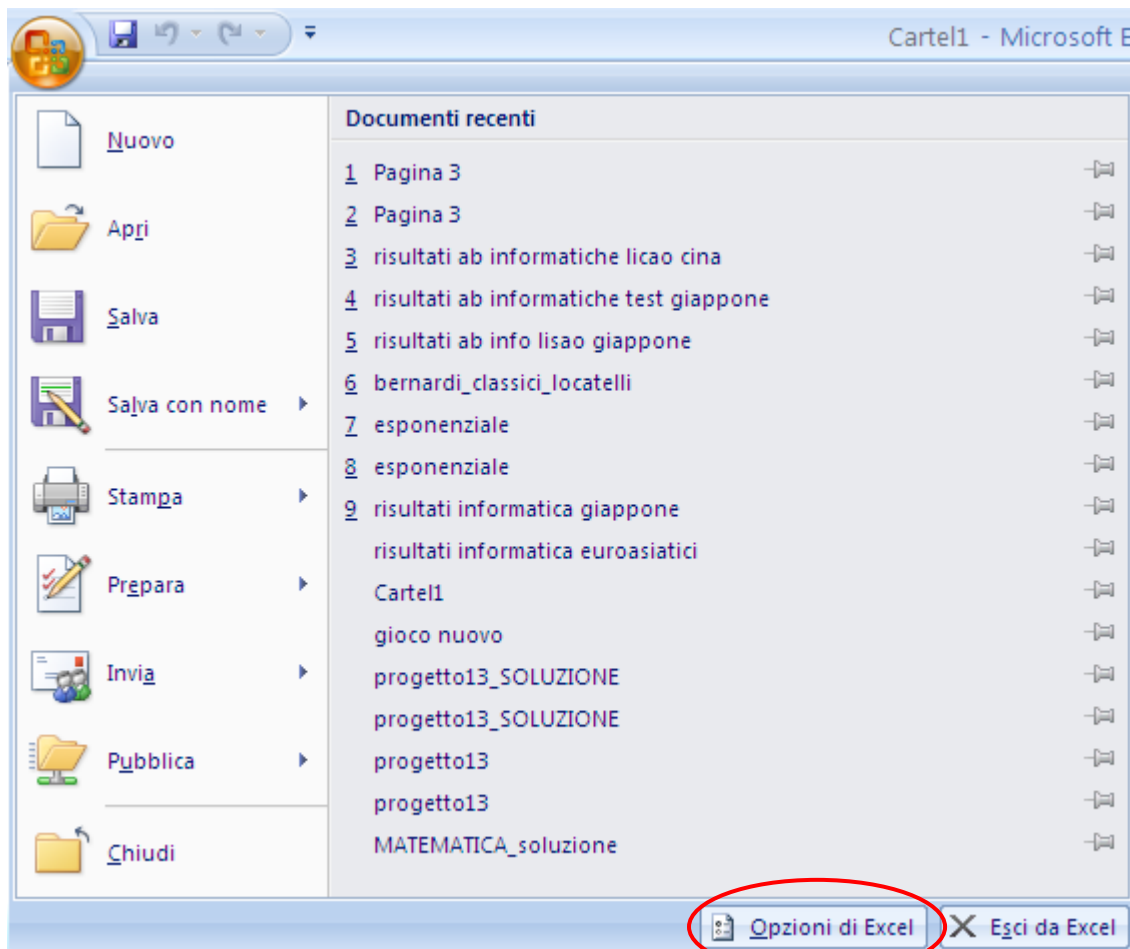 Cartel1 - Microsoft E
Nuovo
Apri
Salva
Salva con nome
Stampa
Prepara
Invia
Pubblica
Chiudi
Documenti recenti
1 Pagina 3
2 Pagina 3
3 risultati ab informatiche licao cina
4 risultati ab informatiche test giappone
5 risultati ab info lisao giappone
6 bernardi_classici_locatelli
7 esponenziale
8 esponenziale
9 risultati informatica giappone
risultati informatica euroasiatici
Cartel1
gioco nuovo
progetto13_SOLUZIONE
progetto13_SOLUZIONE
progetto13
progetto13
MATEMATICA_soluzione
Opzioni di Excel
Esci da Excel